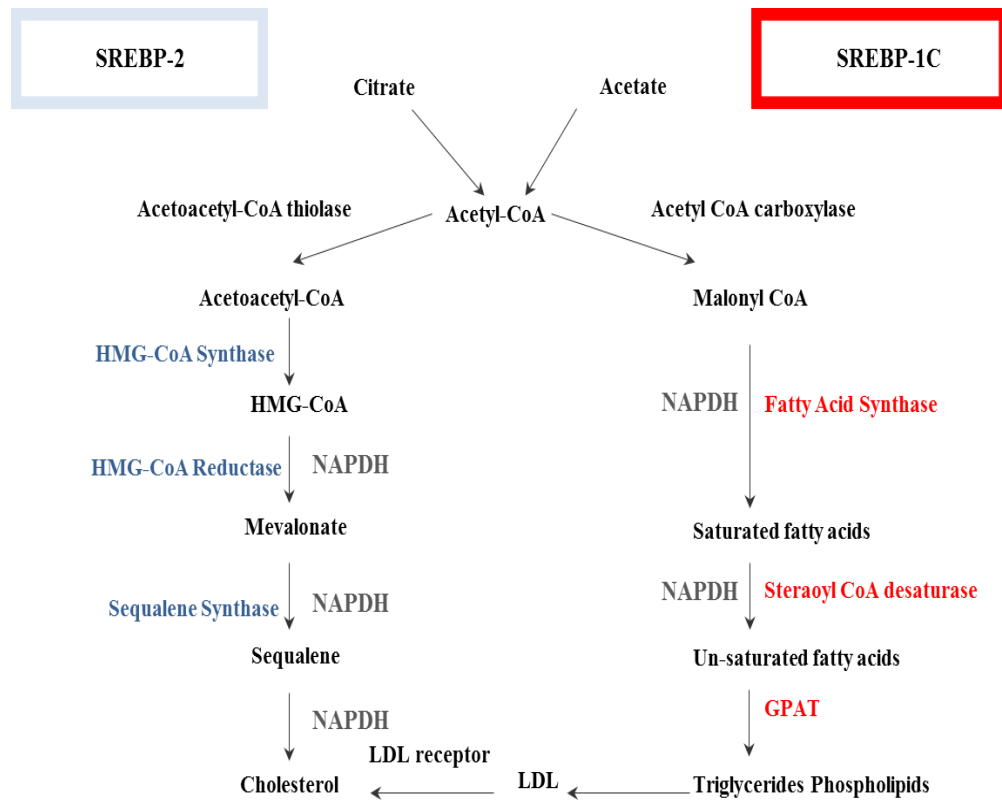 SREBP-2
SREBP-1C
Citrate
Acetate
Acetoacetyl-CoA thiolase
Acetyl-CoA
Acetyl CoA carboxylase
Acetoacetyl-CoA
Malonyl CoA
HMG-CoA Synthase
HMG-CoA
NAPDH
Fatty Acid Synthase
HMG-CoA Reductase
NAPDH
Mevalonate
Saturated fatty acids
Sequalene Synthase
NAPDH
NAPDH
Steraoyl CoA desaturase
Sequalene
Un-saturated fatty acids
NAPDH
GPAT
LDL receptor
Cholesterol
LDL
Triglycerides Phospholipids